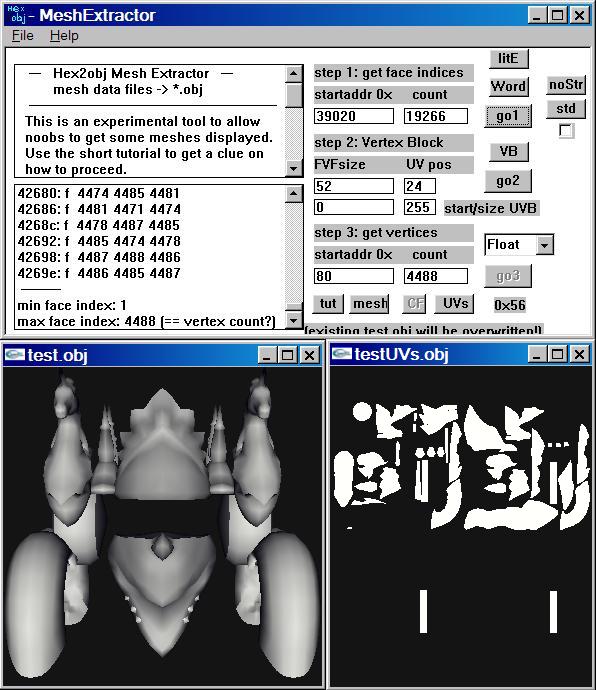 Hex obj - MeshExtractor
File Help
— Hex2obj Mesh Extractor —
mesh data files -> *.obj
This is an experimental tool to allow
noobs to get some meshes displayed.
Use the short tutorial to get a clue on
how to proceed.
42680: f 4474 4485 4481
42686: f 4481 4471 4474
4268c: f 4478 4487 4485
42692: f 4485 4474 4478
42698: f 4487 4488 4486
4269e: f 4486 4485 4487
min face index: 1
max face index: 4488 (== vertex count?)
step 1: get face indices
startaddr 0x count
39020 19266
step 2: Vertex Block
FVFsize UV pos
52 24
0 255 start/size UVB
step 3: get vertices
startaddr 0x count
80 4488
tut mesh CF UVs
(existing test.obj will be overwritten!)
litE
Word
go1
noStr
std
VB
go2
Float
go3
0x56
test.obj
testUVs.obj